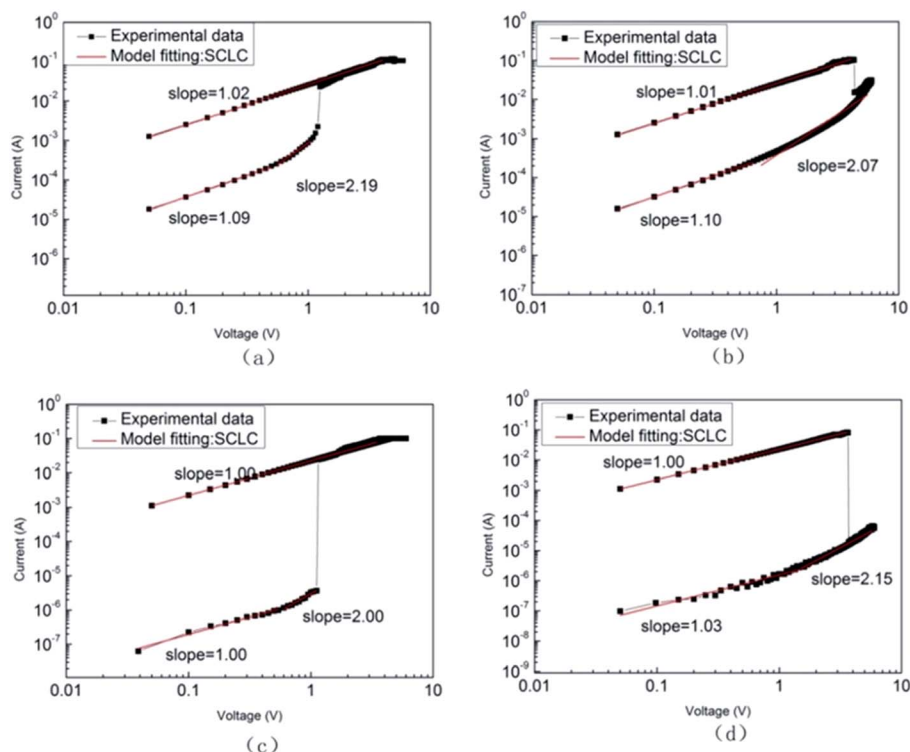 10^0
10^-1
10^-2
10^-3
10^-4
10^-5
10^-6
Current (A)
Experimental data
Model fitting:SCLC
slope=1.02
slope=2.19
slope=1.09
0.01 0.1 1 10
Voltage (V)
（a）
10^0
10^-1
10^-2
10^-3
10^-4
10^-5
10^-6
10^-7
Current (A)
Experimental data
Model fitting:SCLC
slope=1.01
slope=2.07
slope=1.10
0.01 0.1 1 10
Voltage (V)
（b）
10^0
10^-1
10^-2
10^-3
10^-4
10^-5
10^-6
10^-7
Current (A)
Experimental data
Model fitting:SCLC
slope=1.00
slope=2.00
slope=1.00
0.01 0.1 1 10
Voltage (V)
（c）
10^0
10^-1
10^-2
10^-3
10^-4
10^-5
10^-6
10^-7
10^-8
10^-9
Current (A)
Experimental data
Model fitting:SCLC
slope=1.00
slope=2.15
slope=1.03
0.01 0.1 1 10
Voltage (V)
（d）